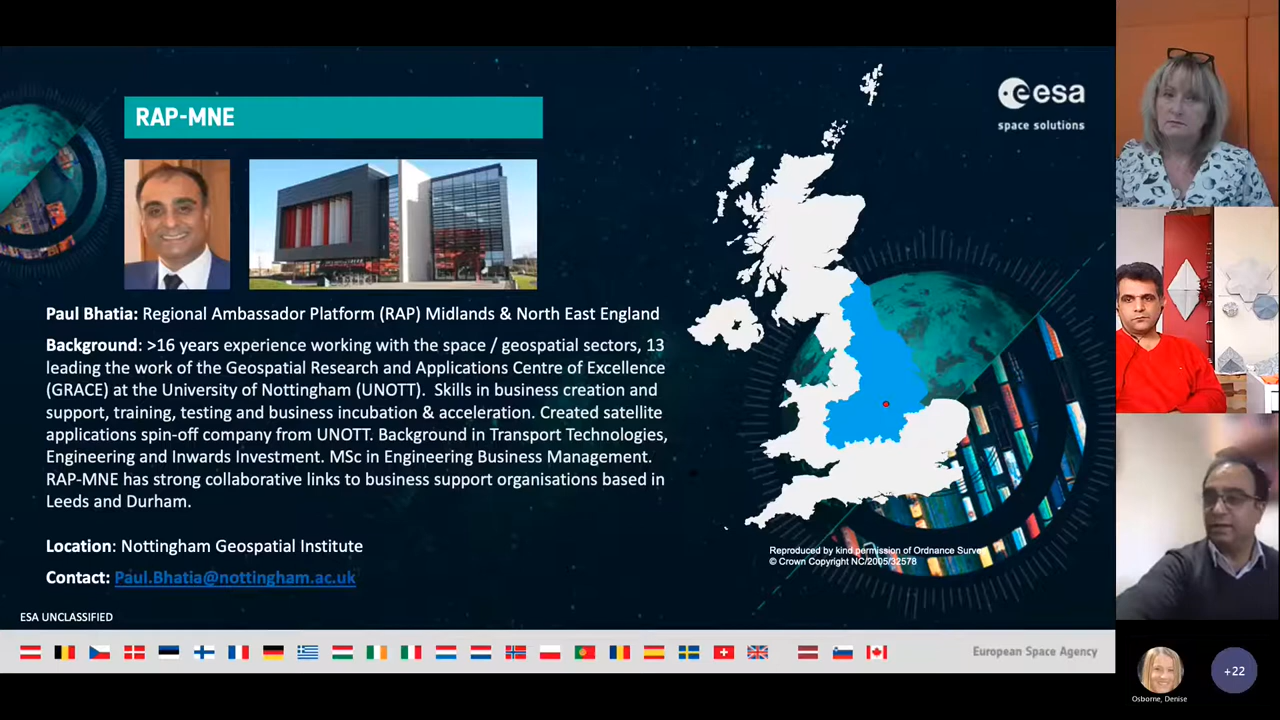 RAP-MNE
esa
space solutions
Paul Bhatia: Regional Ambassador Platform (RAP) Midlands & North East England
Background: >16 years experience working with the space / geospatial sectors, 13
leading the work of the Geospatial Research and Applications Centre of Excellence
(GRACE) at the University of Nottingham (UNOTT).  Skills in business creation and
support, training, testing and business incubation & acceleration. Created satellite
applications spin-off company from UNOTT. Background in Transport Technologies,
Engineering and Inwards Investment. MSc in Engineering Business Management.
RAP-MNE has strong collaborative links to business support organisations based in
Leeds and Durham.
Location: Nottingham Geospatial Institute
Contact: Paul.Bhatia@nottingham.ac.uk
Reproduced by kind permission of Ordnance Survey
© Crown Copyright NC/2005/32578
ESA UNCLASSIFIED
European Space Agency
+22
Osborne, Denise